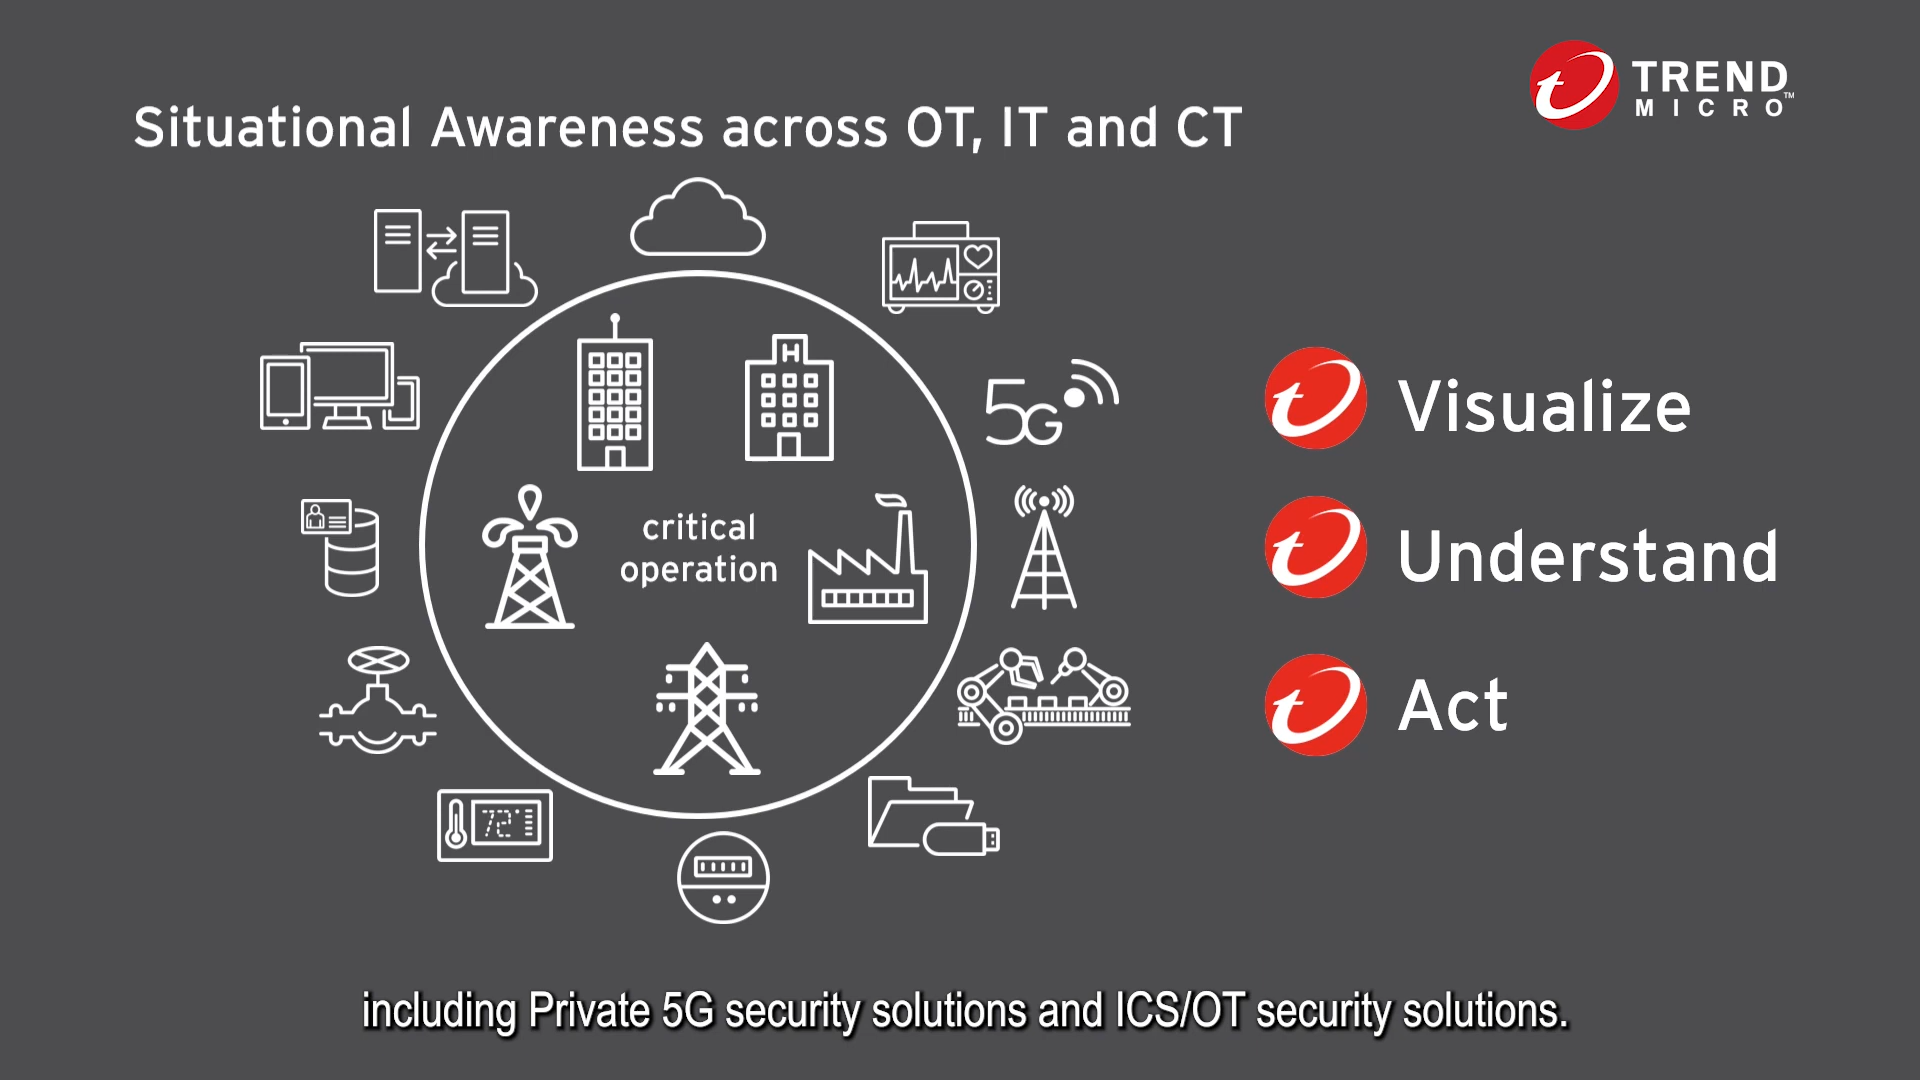 TREND
MICRO™
Situational Awareness across OT, IT and CT
H
5G
critical
operation
72°
Visualize
Understand
Act
including Private 5G security solutions and ICS/OT security solutions.